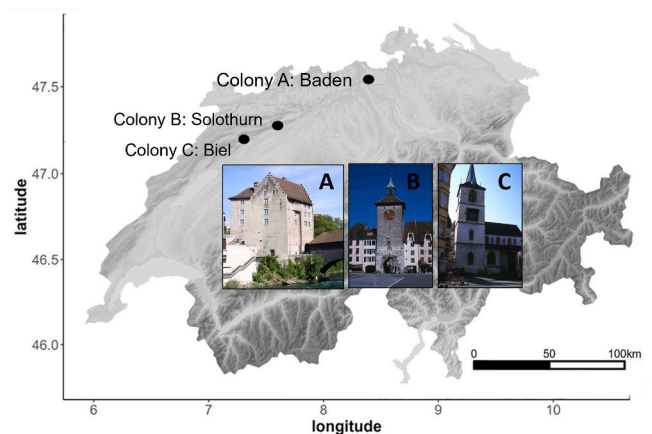 47.5
47.0
46.5
46.0
latitude
Colony A: Baden
Colony B: Solothurn
Colony C: Biel
A
B
C
0 50 100km
6 7 8 9 10
longitude